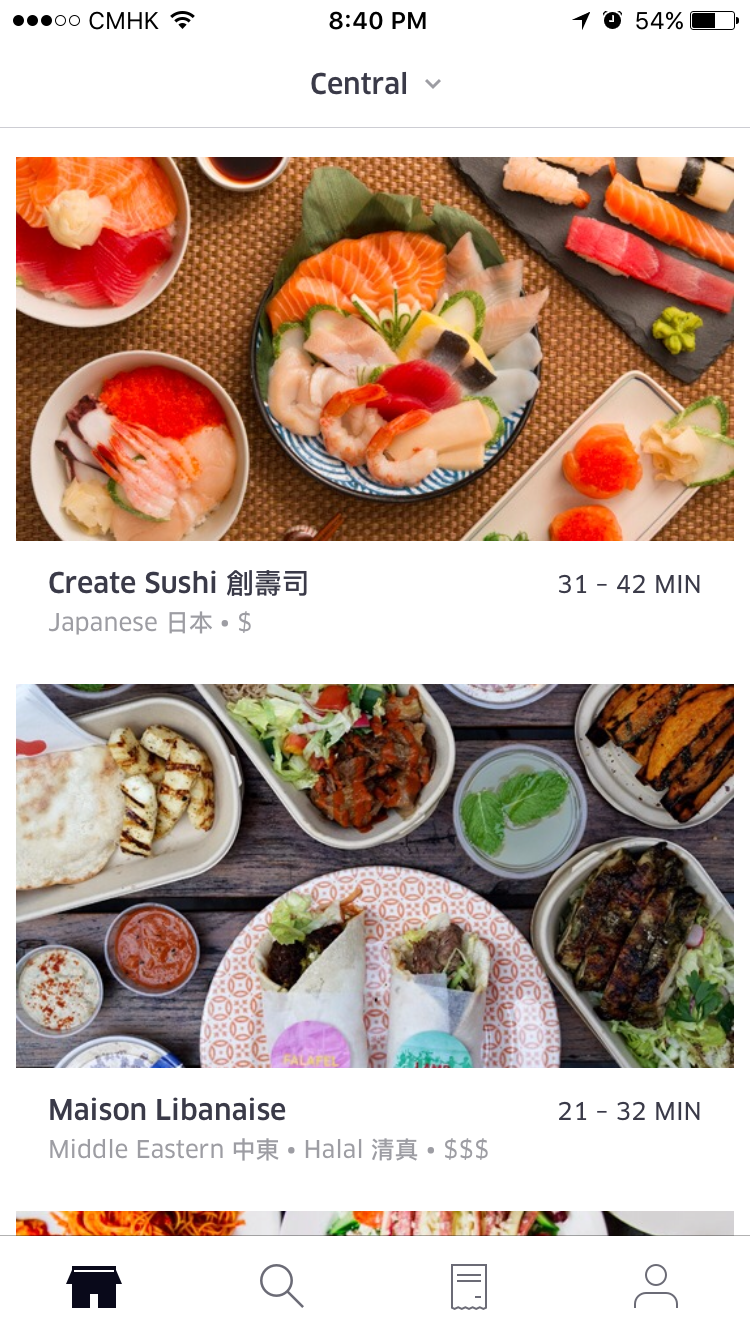 CMHK 8:40 PM 54%
Central
Create Sushi 創壽司 31 – 42 MIN
Japanese 日本 • $
FALAFEL
Maison Libanaise 21 – 32 MIN
Middle Eastern 中東 • Halal 清真 • $$$